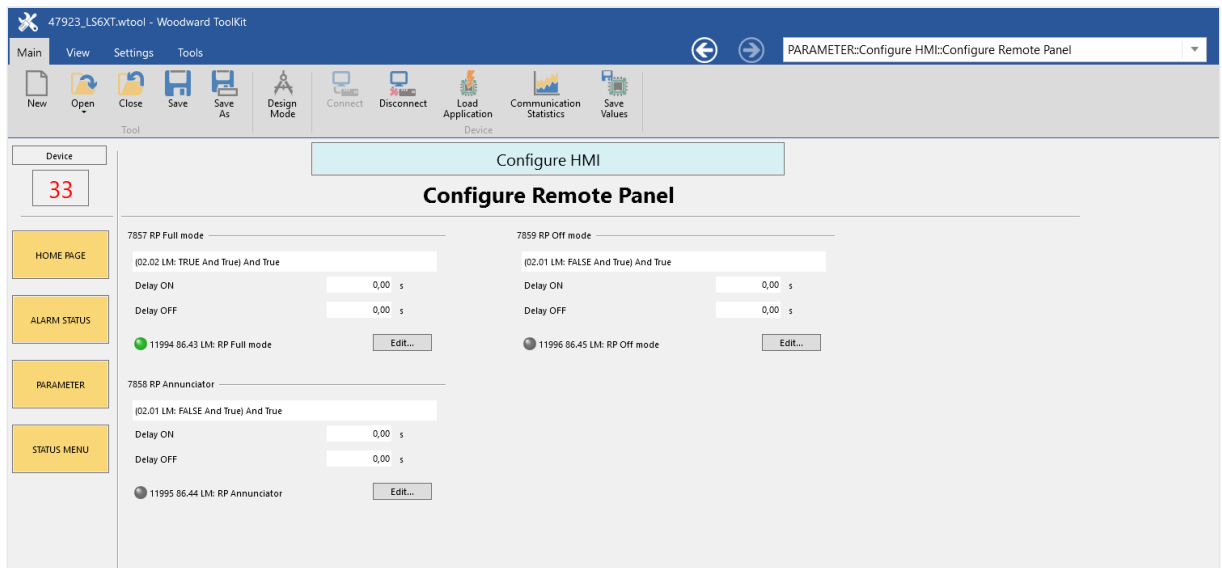 47923_LS6XT.wtool - Woodward ToolKit
Main View Settings Tools
PARAMETER::Configure HMI::Configure Remote Panel
New Open Close Save Save As Design Mode Connect Disconnect Load Application Communication Statistics Save Values
Tool Device
Device
33
HOME PAGE
ALARM STATUS
PARAMETER
STATUS MENU
Configure HMI
Configure Remote Panel
7857 RP Full mode
(02.02 LM: TRUE And True) And True
Delay ON 0,00 s
Delay OFF 0,00 s
11994 86.43 LM: RP Full mode Edit...
7859 RP Off mode
(02.01 LM: FALSE And True) And True
Delay ON 0,00 s
Delay OFF 0,00 s
11996 86.45 LM: RP Off mode Edit...
7858 RP Annunciator
(02.01 LM: FALSE And True) And True
Delay ON 0,00 s
Delay OFF 0,00 s
11995 86.44 LM: RP Annunciator Edit...